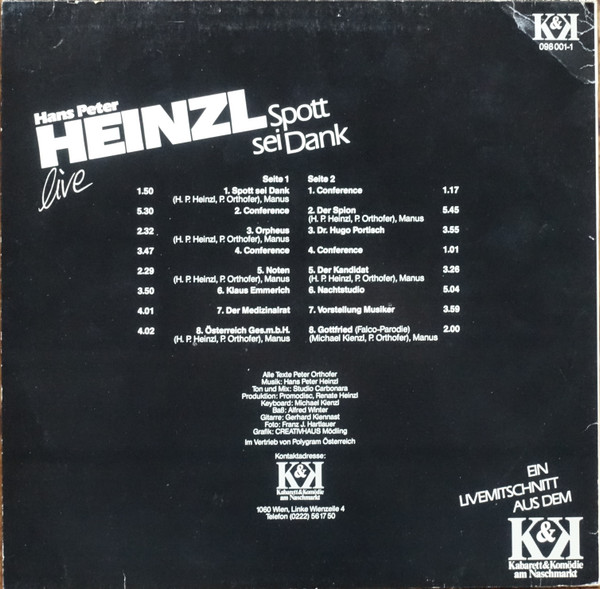 K&K
098 001-1
Hans Peter
HEINZL
live
Spott
sei Dank
Seite 1
1.50 1. Spott sei Dank
(H. P. Heinzl, P. Orthofer), Manus
5.30 2. Conference
2.32 3. Orpheus
(H. P. Heinzl, P. Orthofer), Manus
3.47 4. Conference
2.29 5. Noten
(H. P. Heinzl, P. Orthofer), Manus
3.50 6. Klaus Emmerich
4.01 7. Der Medizinalrat
4.02 8. Österreich Ges.m.b.H.
(H. P. Heinzl, P. Orthofer), Manus
Seite 2
1. Conference 1.17
2. Der Spion 5.45
(H. P. Heinzl, P. Orthofer), Manus
3. Dr. Hugo Portisch 3.55
4. Conference 1.01
5. Der Kandidat 3.26
(H. P. Heinzl, P. Orthofer), Manus
6. Nachtstudio 5.04
7. Vorstellung Musiker 3.59
8. Gottfried (Falco-Parodie) 2.00
(Michael Kienzl, P. Orthofer), Manus
Alle Texte Peter Orthofer
Musik: Hans Peter Heinzl
Ton und Mix: Studio Carbonara
Produktion: Promodisc, Renate Heinzl
Keyboard: Michael Kienzl
Baß: Alfred Winter
Gitarre: Gerhard Kiennast
Foto: Franz J. Hartlauer
Grafik: CREATIVHAUS Mödling
Im Vertrieb von Polygram Österreich
Kontaktadresse:
K&K
Kabarett & Komödie
am Naschmarkt
1060 Wien, Linke Wienzeile 4
Telefon (0222) 56 17 50
EIN
LIVEMITSCHNITT
AUS DEM
K&K
Kabarett & Komödie
am Naschmarkt